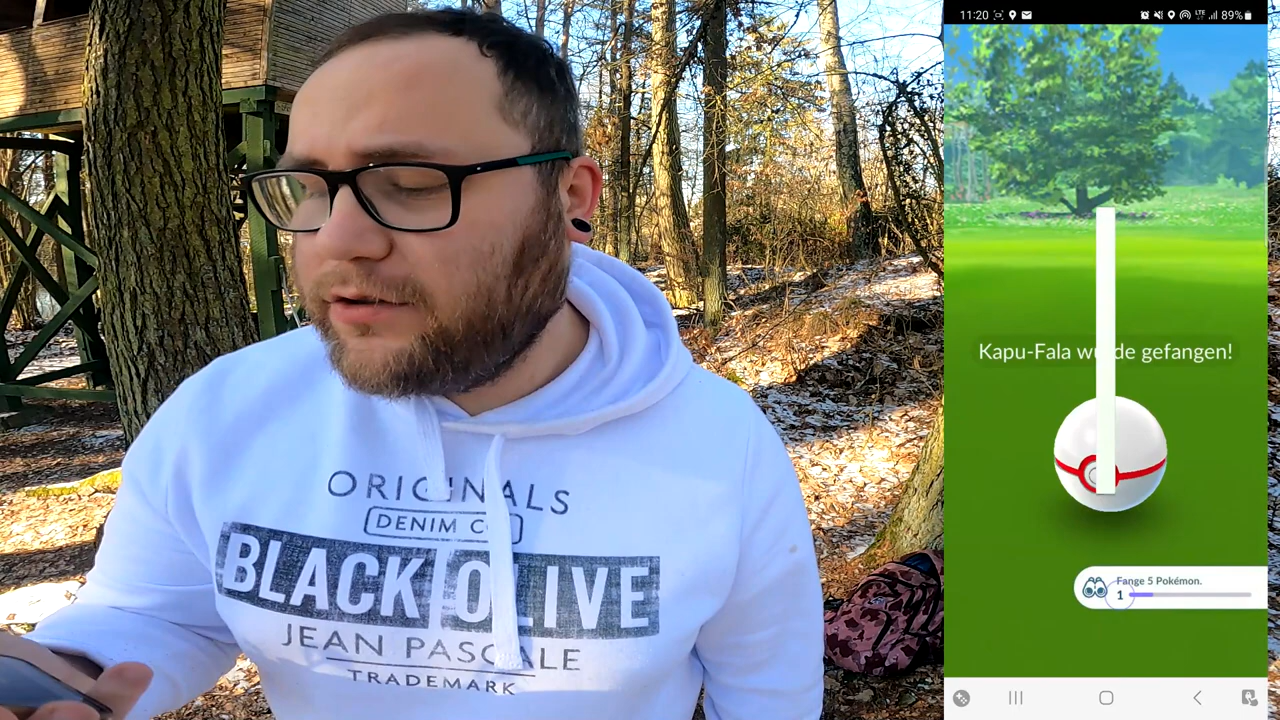 ORIGINALS
DENIM CO
BLACK OLIVE
JEAN PASCALE
TRADEMARK
11:20
LTE
89%
Kapu-Fala wurde gefangen!
Fange 5 Pokémon.
1